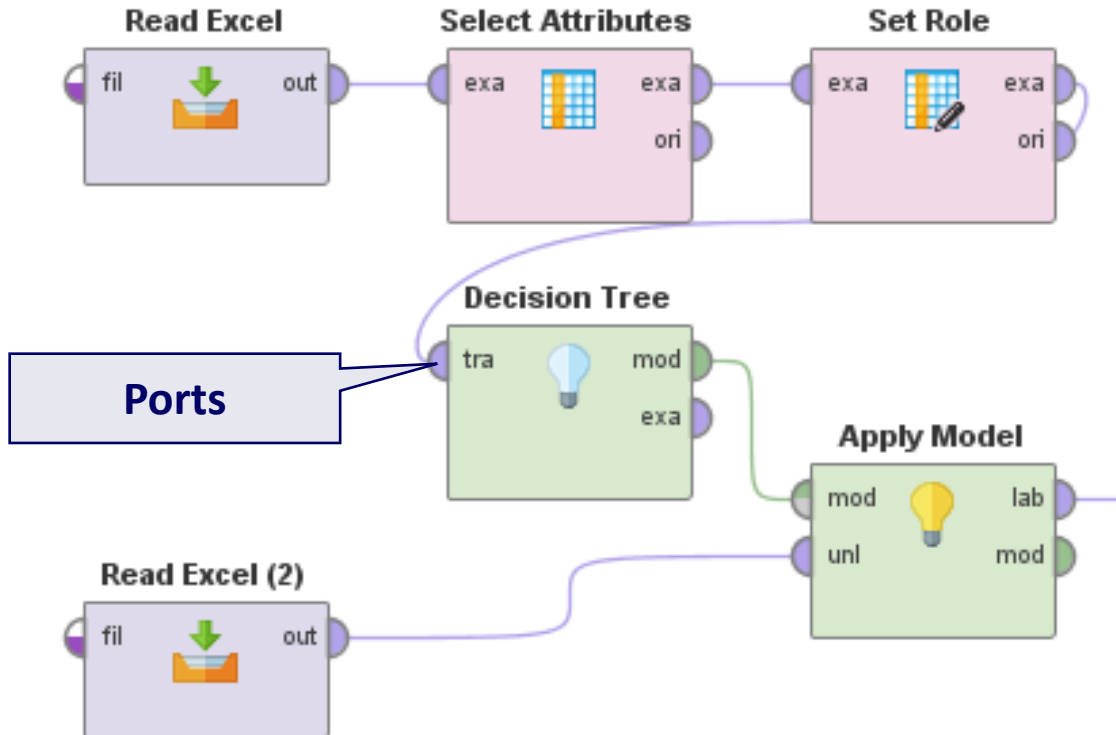 Read Excel
Select Attributes
Set Role
fil
out
exa
exa
exa
exa
ori
ori
Decision Tree
Ports
tra
mod
exa
Apply Model
mod
lab
unl
mod
Read Excel (2)
fil
out